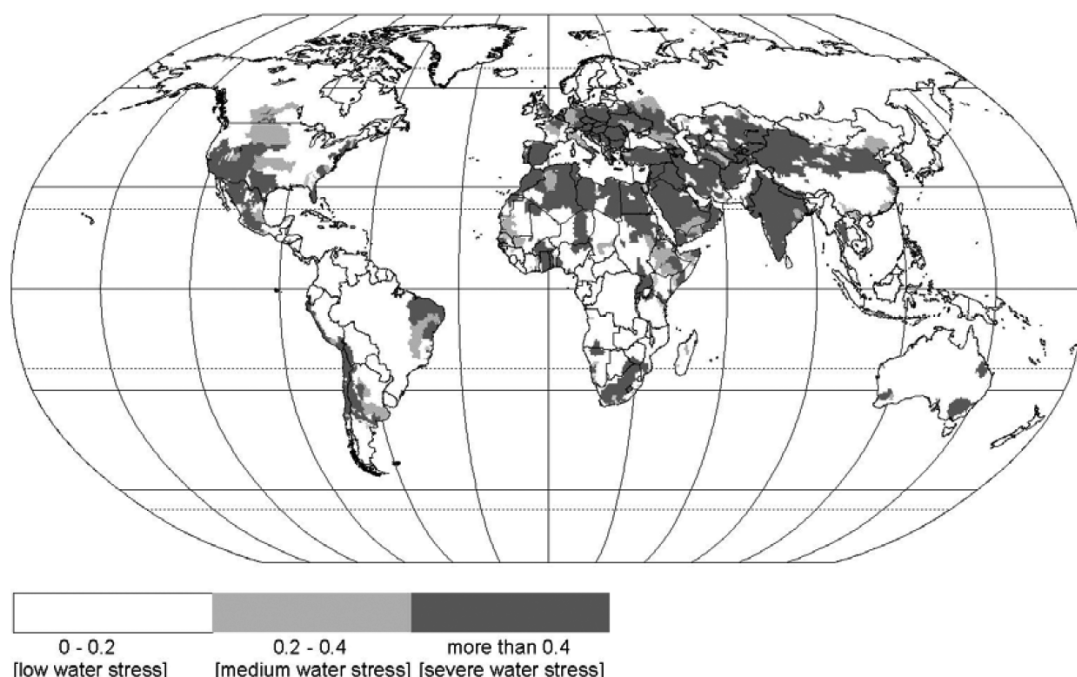 0 - 0.2 0.2 - 0.4 more than 0.4
[low water stress] [medium water stress] [severe water stress]